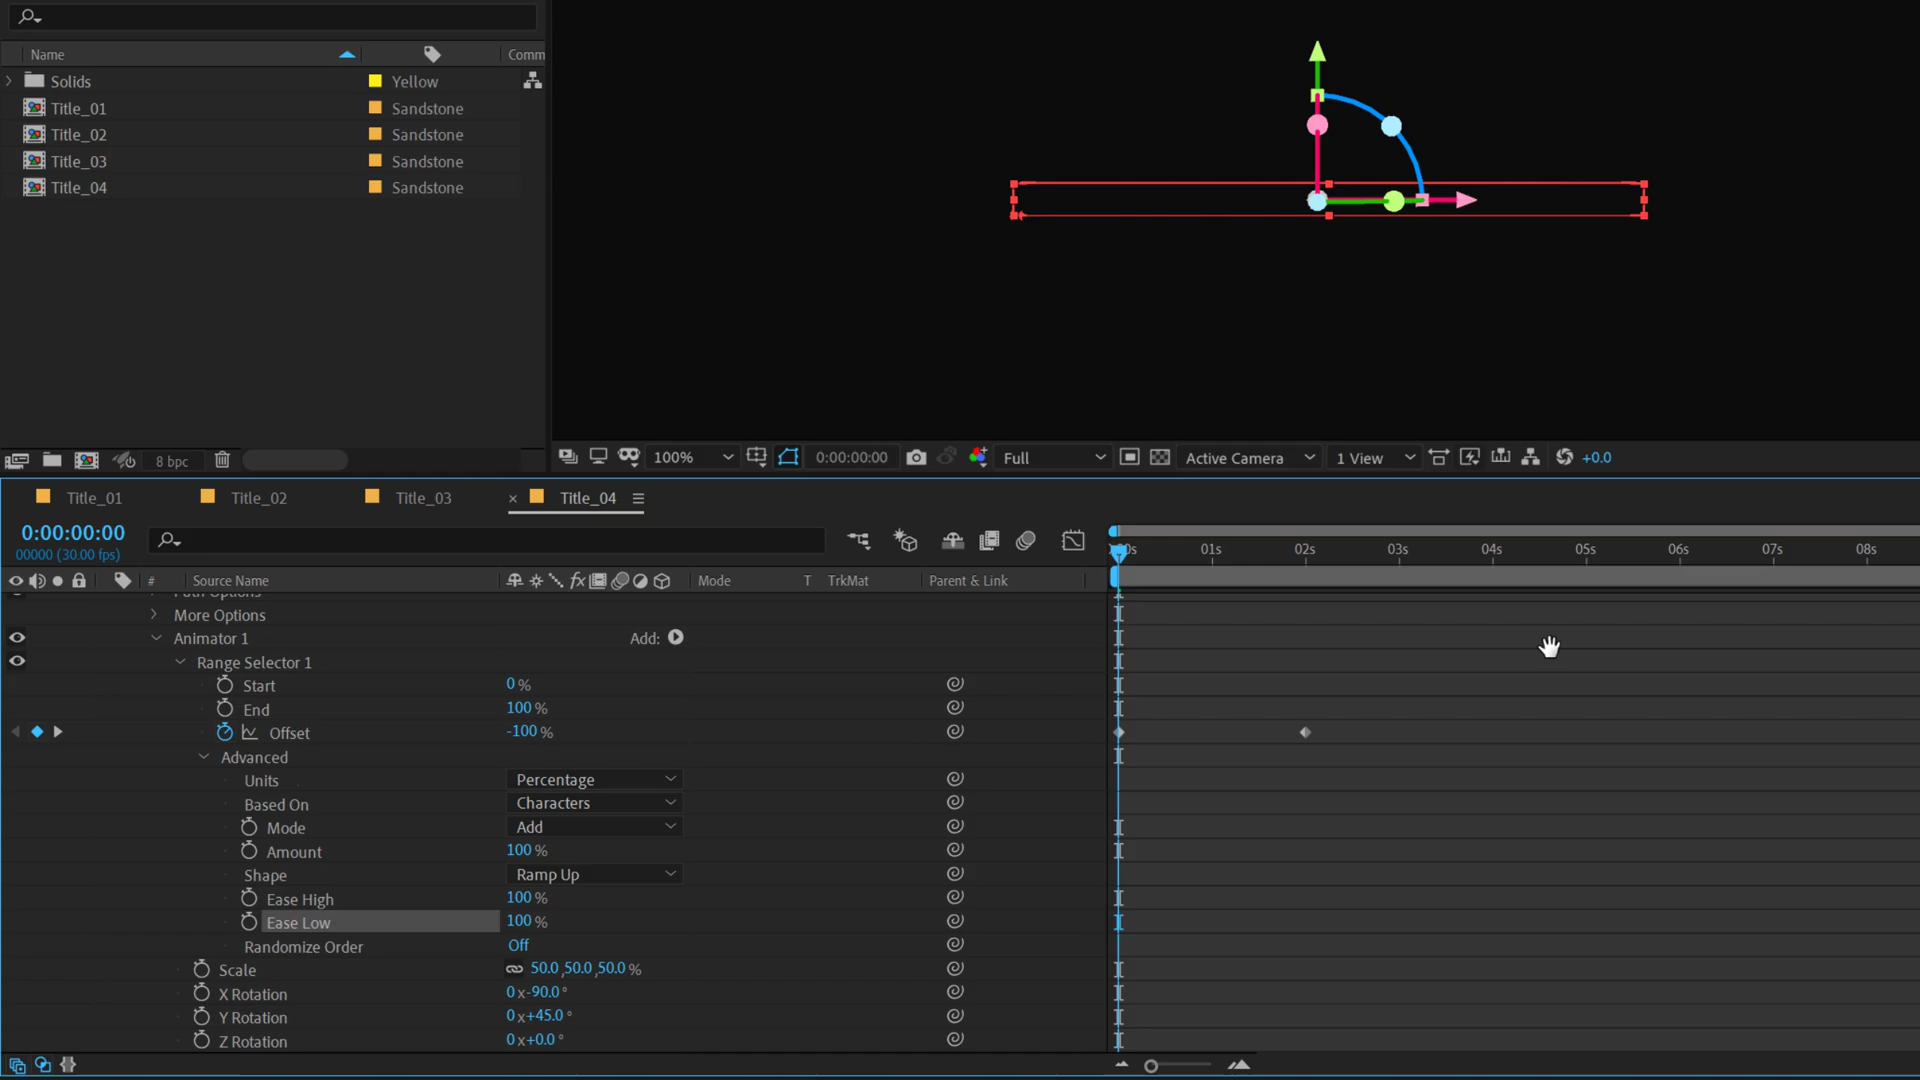 Name Comm
Solids Yellow
Title_01 Sandstone
Title_02 Sandstone
Title_03 Sandstone
Title_04 Sandstone
8 bpc
100% 0:00:00:00 Full Active Camera 1 View +0.0
Title_01 Title_02 Title_03 × Title_04
0:00:00:00
00000 (30.00 fps)
01s 02s 03s 04s 05s 06s 07s 08s
# Source Name fx Mode T TrkMat Parent & Link
Path Options
More Options
Animator 1 Add:
Range Selector 1
Start 0 %
End 100 %
Offset -100 %
Advanced
Units Percentage
Based On Characters
Mode Add
Amount 100 %
Shape Ramp Up
Ease High 100 %
Ease Low 100 %
Randomize Order Off
Scale 50.0 ,50.0 ,50.0 %
X Rotation 0 x-90.0 °
Y Rotation 0 x+45.0 °
Z Rotation 0 x+0.0 °